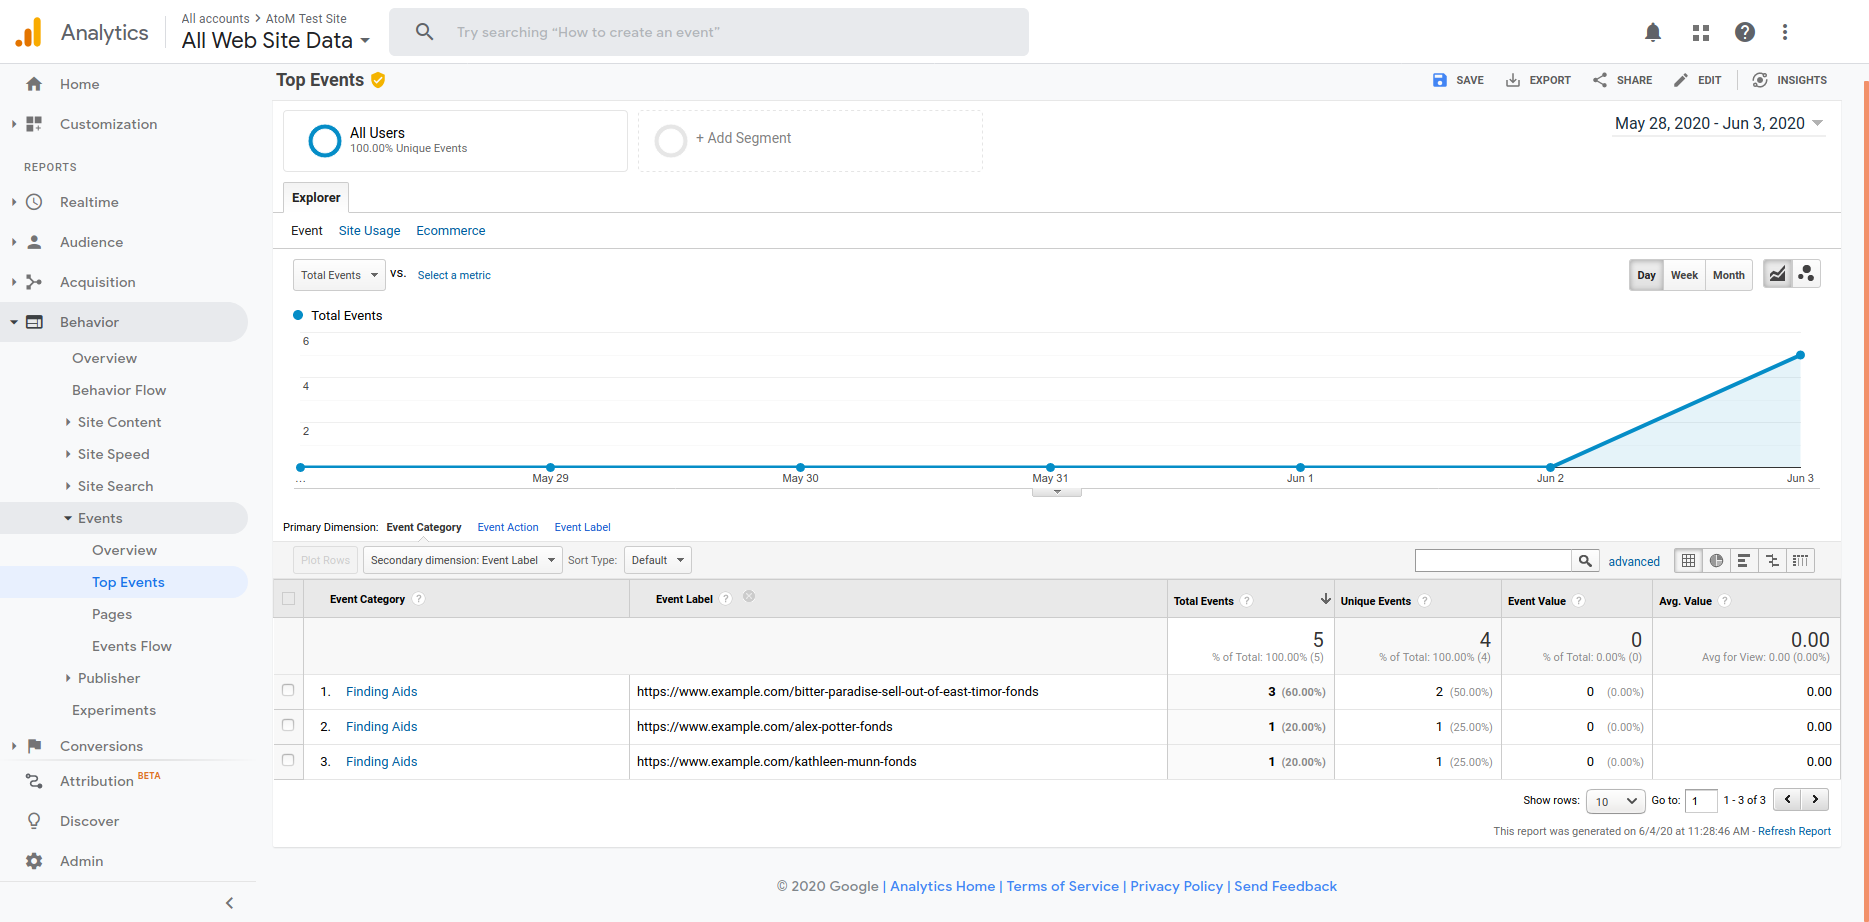 Analytics
All accounts > AtoM Test Site
All Web Site Data
Try searching “How to create an event”
Home
Customization
REPORTS
Realtime
Audience
Acquisition
Behavior
Overview
Behavior Flow
Site Content
Site Speed
Site Search
Events
Overview
Top Events
Pages
Events Flow
Publisher
Experiments
Conversions
Attribution BETA
Discover
Admin
Top Events
SAVE EXPORT SHARE EDIT INSIGHTS
All Users
100.00% Unique Events
+ Add Segment
May 28, 2020 - Jun 3, 2020
Explorer
Event Site Usage Ecommerce
Total Events vs. Select a metric
Day Week Month
Total Events
6
4
2
... May 29 May 30 May 31 Jun 1 Jun 2 Jun 3
Primary Dimension: Event Category Event Action Event Label
Plot Rows Secondary dimension: Event Label Sort Type: Default advanced
Event Category ? Event Label ? Total Events ? Unique Events ? Event Value ? Avg. Value ?
5 4 0 0.00
% of Total: 100.00% (5) % of Total: 100.00% (4) % of Total: 0.00% (0) Avg for View: 0.00 (0.00%)
1. Finding Aids https://www.example.com/bitter-paradise-sell-out-of-east-timor-fonds 3 (60.00%) 2 (50.00%) 0 (0.00%) 0.00
2. Finding Aids https://www.example.com/alex-potter-fonds 1 (20.00%) 1 (25.00%) 0 (0.00%) 0.00
3. Finding Aids https://www.example.com/kathleen-munn-fonds 1 (20.00%) 1 (25.00%) 0 (0.00%) 0.00
Show rows: 10 Go to: 1 1 - 3 of 3
This report was generated on 6/4/20 at 11:28:46 AM - Refresh Report
© 2020 Google | Analytics Home | Terms of Service | Privacy Policy | Send Feedback